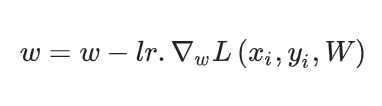 w = w − lr. ∇_w L (x_i, y_i, W)